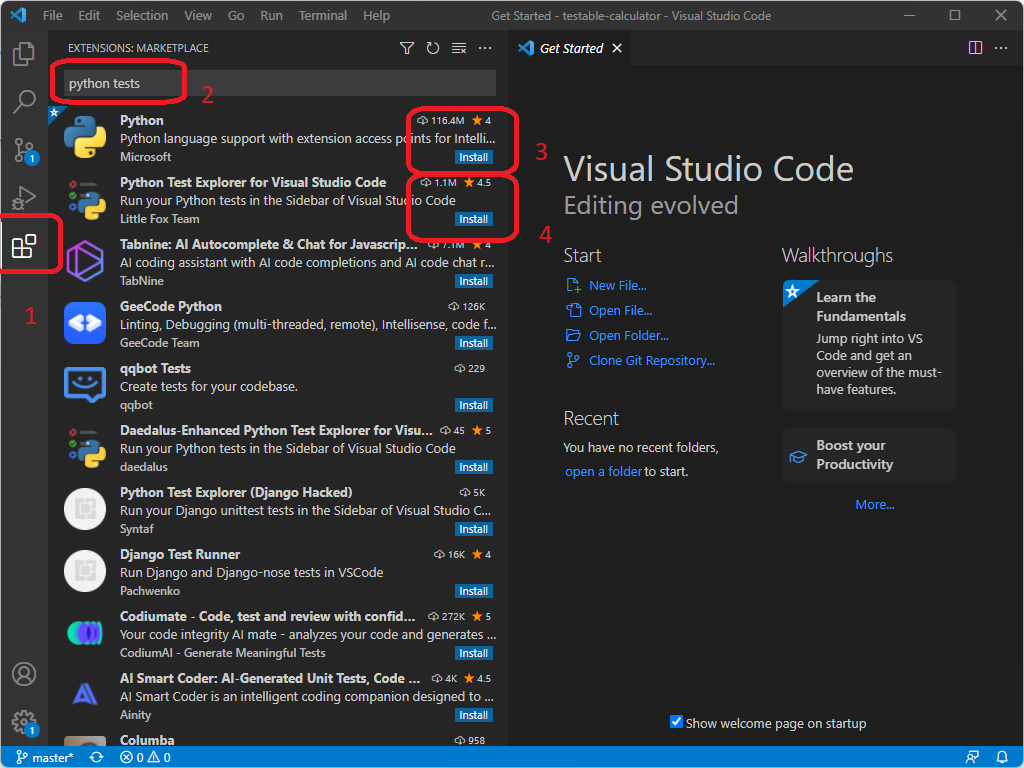 File Edit Selection View Go Run Terminal Help Get Started - testable-calculator - Visual Studio Code
EXTENSIONS: MARKETPLACE
Get Started
python tests
2
Python 116.4M 4
Python language support with extension access points for Intelli...
Microsoft Install
3
Python Test Explorer for Visual Studio Code 1.1M 4.5
Run your Python tests in the Sidebar of Visual Studio Code
Little Fox Team Install
4
Tabnine: AI Autocomplete & Chat for Javascrip... 7.1M 4
AI coding assistant with AI code completions and AI code chat r...
TabNine Install
1
GeeCode Python 126K
Linting, Debugging (multi-threaded, remote), Intellisense, code f...
GeeCode Team Install
qqbot Tests 229
Create tests for your codebase.
qqbot Install
Daedalus-Enhanced Python Test Explorer for Visu... 45 5
Run your Python tests in the Sidebar of Visual Studio Code
daedalus Install
Python Test Explorer (Django Hacked) 5K
Run your Django unittest tests in the Sidebar of Visual Studio C...
Syntaf Install
Django Test Runner 16K 4
Run Django and Django-nose tests in VSCode
Pachwenko Install
Codiumate - Code, test and review with confid... 272K 5
Your code integrity AI mate - analyzes your code and generates ...
CodiumAI - Generate Meaningful Tests Install
AI Smart Coder: AI-Generated Unit Tests, Code ... 4K 4.5
AI Smart Coder is an intelligent coding companion designed to ...
Ainity Install
Columba 958
1
1
Visual Studio Code
Editing evolved
Start
New File...
Open File...
Open Folder...
Clone Git Repository...
Recent
You have no recent folders,
open a folder to start.
Walkthroughs
Learn the
Fundamentals
Jump right into VS
Code and get an
overview of the must-
have features.
Boost your
Productivity
More...
Show welcome page on startup
master* 0 0